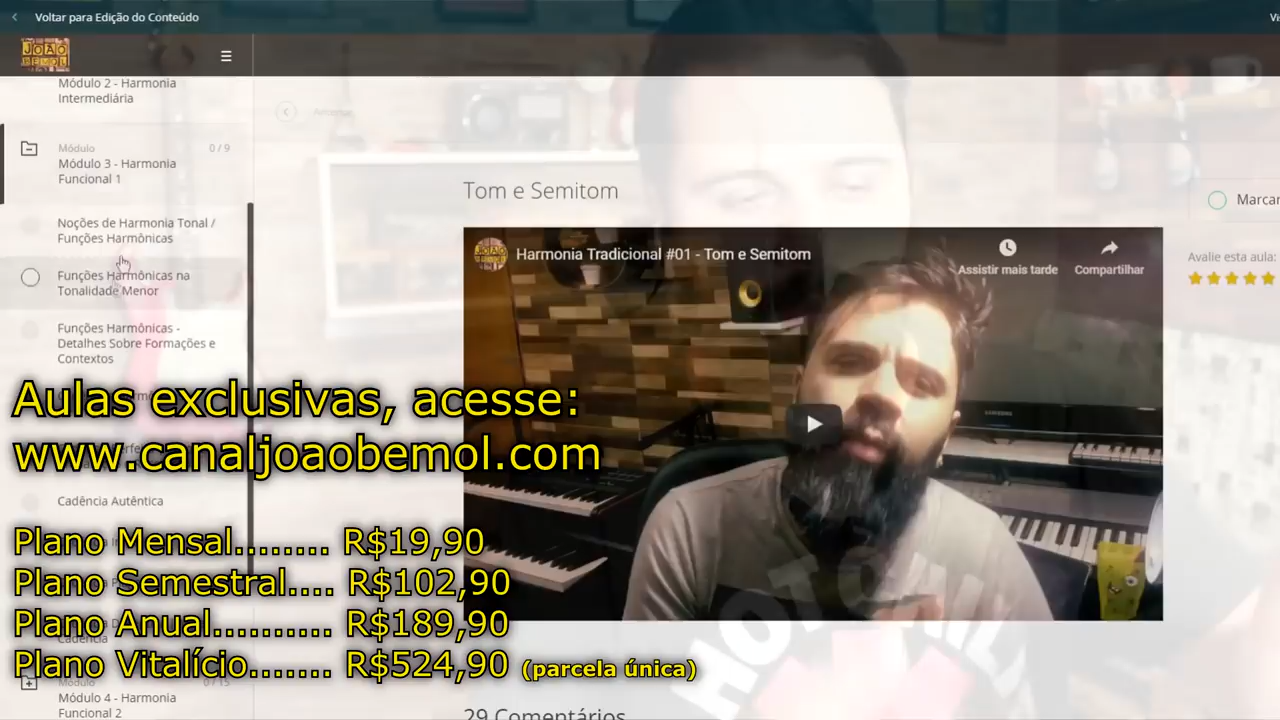 Voltar para Edição do Conteúdo
JOÃO
BEMOL
Módulo 2 - Harmonia
Intermediária
Módulo
0 / 9
Módulo 3 - Harmonia
Funcional 1
Noções de Harmonia Tonal /
Funções Harmônicas
Funções Harmônicas na
Tonalidade Menor
Funções Harmônicas -
Detalhes Sobre Formações e
Contextos
Cadência Autêntica
Cadência
Módulo
Módulo 4 - Harmonia
Funcional 2
Tom e Semitom
Marcar
Harmonia Tradicional #01 - Tom e Semitom
Assistir mais tarde
Compartilhar
Avalie esta aula:
SAMSUNG
29 Comentários
Aulas exclusivas, acesse:
www.canaljoaobemol.com
Plano Mensal........ R$19,90
Plano Semestral.... R$102,90
Plano Anual.......... R$189,90
Plano Vitalício....... R$524,90 (parcela única)